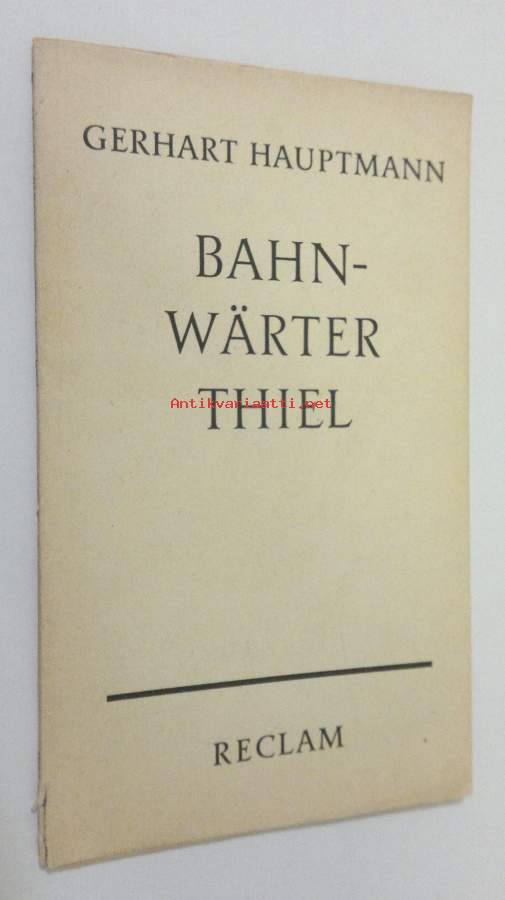 GERHART HAUPTMANN
BAHN-
WÄRTER
Antikvariaatti.net
THIEL
RECLAM